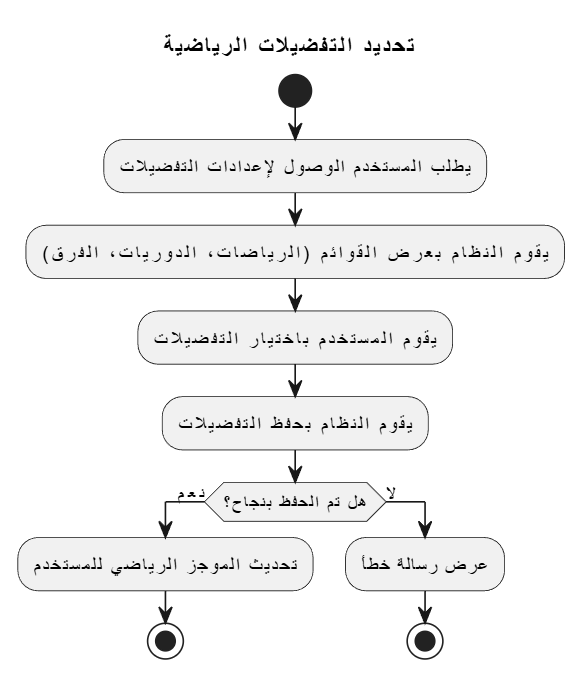 تحديد التفضيلات الرياضية
يطلب المستخدم الوصول لإعدادات التفضيلات
يقوم النظام بعرض القوائم (الرياضات، الدوريات، الفرق)
يقوم المستخدم باختيار التفضيلات
يقوم النظام بحفظ التفضيلات
هل تم الحفظ بنجاح؟
نعم
لا
تحديث الموجز الرياضي للمستخدم
عرض رسالة خطأ